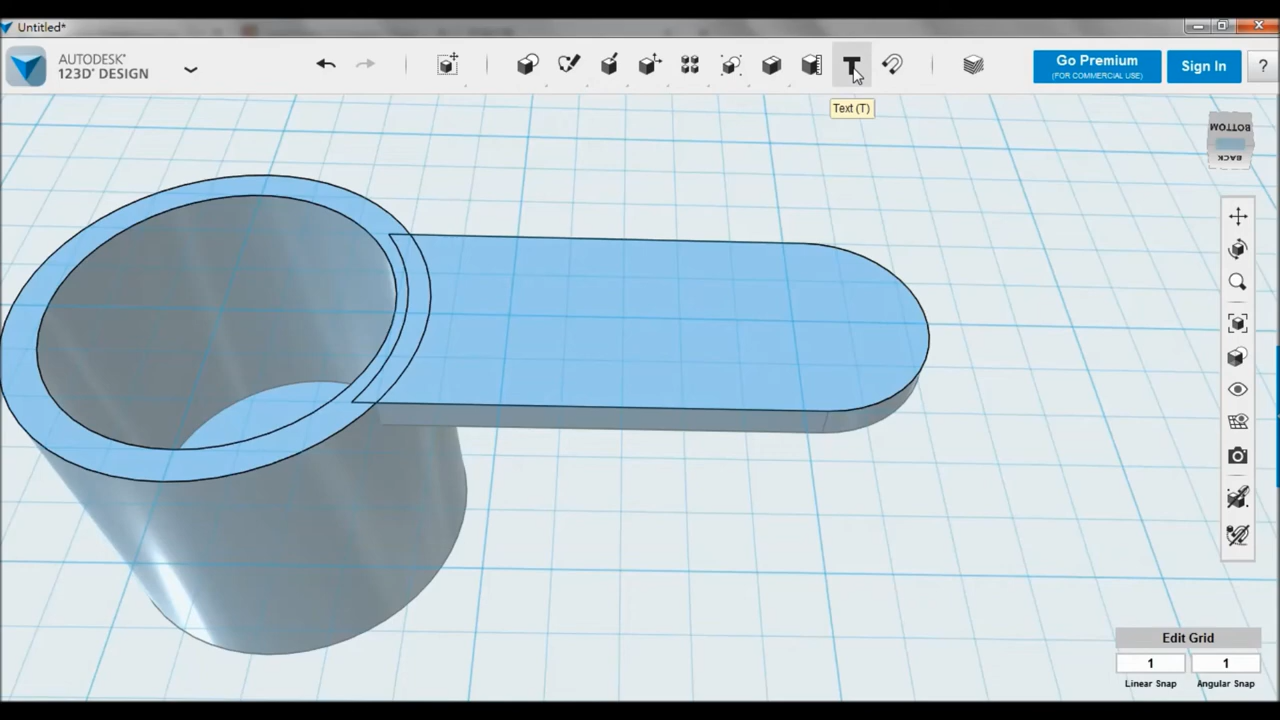 Untitled*
AUTODESK®
123D® DESIGN
Go Premium
(FOR COMMERCIAL USE)
Sign In
?
Text (T)
BOTTOM
BACK
Edit Grid
1
1
Linear Snap
Angular Snap